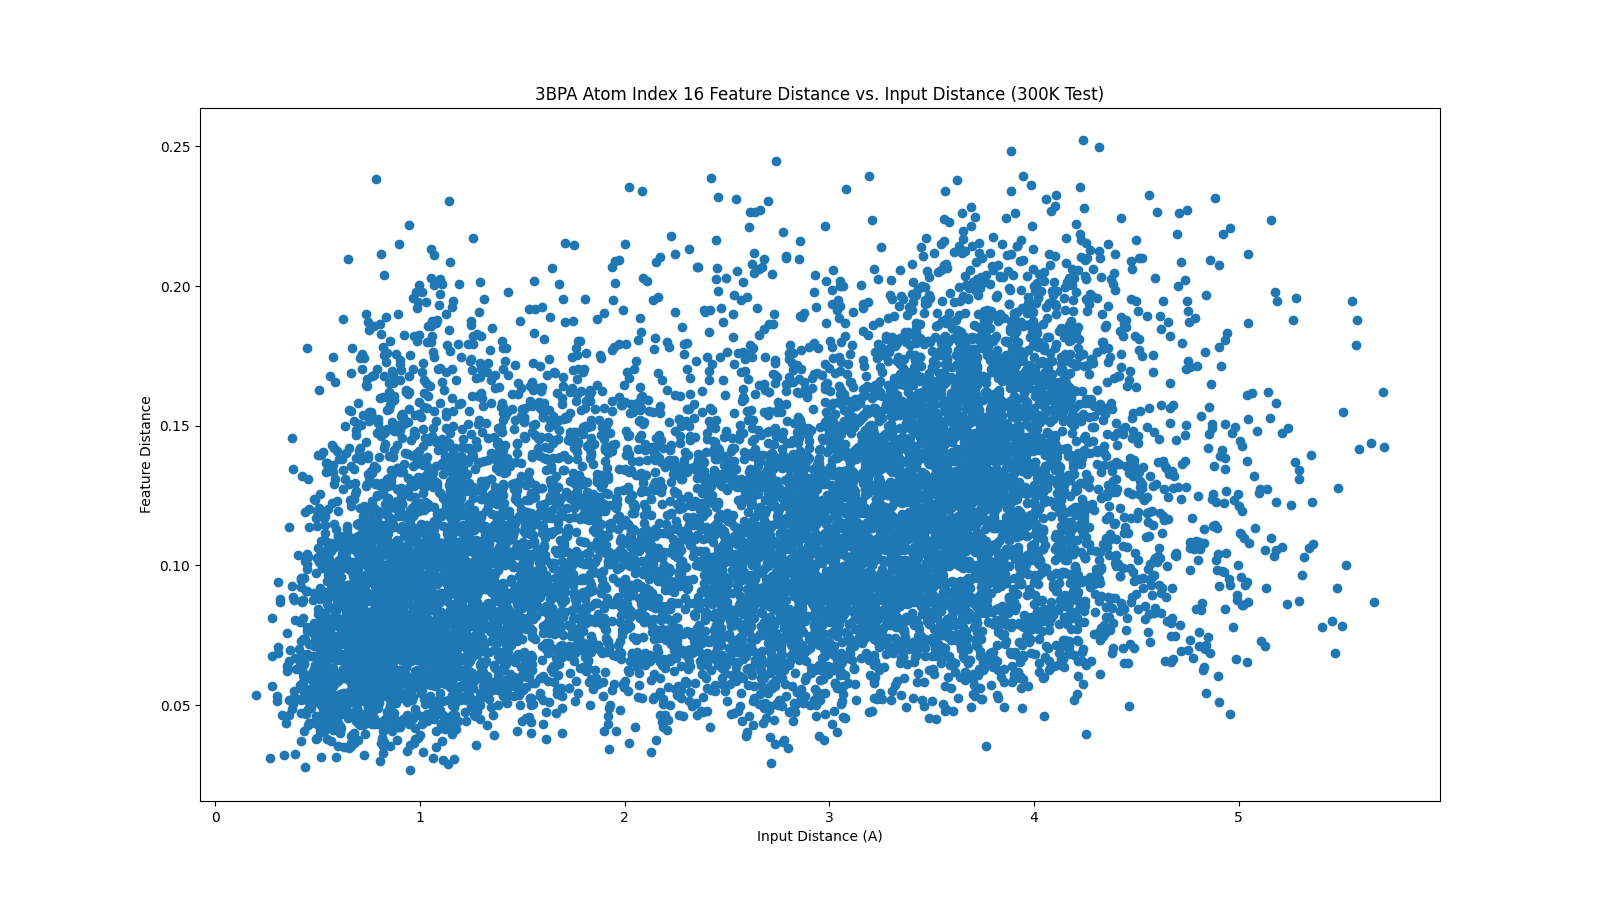 3BPA Atom Index 16 Feature Distance vs. Input Distance (300K Test)
0.25
0.20
0.15
0.10
0.05
Feature Distance
0 1 2 3 4 5
Input Distance (A)